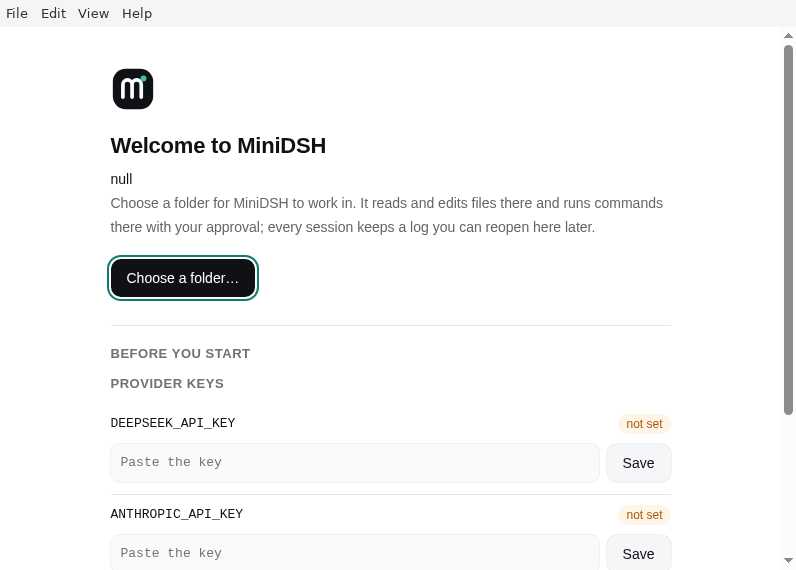 File Edit View Help
m
Welcome to MiniDSH
null
Choose a folder for MiniDSH to work in. It reads and edits files there and runs commands
there with your approval; every session keeps a log you can reopen here later.
Choose a folder…
BEFORE YOU START
PROVIDER KEYS
DEEPSEEK_API_KEY not set
Paste the key Save
ANTHROPIC_API_KEY not set
Paste the key Save